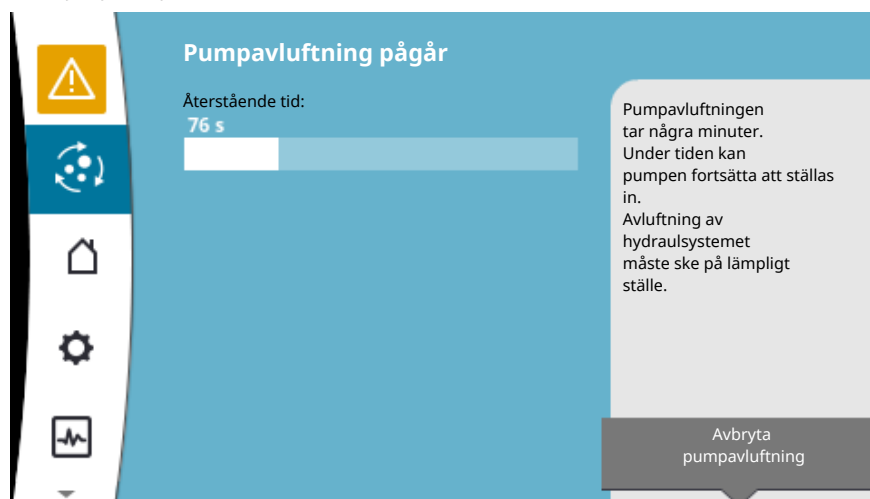 Pumpavluftning pågår
Återstående tid:
76 s
Pumpavluftningen
tar några minuter.
Under tiden kan
pumpen fortsätta att ställas
in.
Avluftning av
hydraulsystemet
måste ske på lämpligt
ställe.
Avbryta
pumpavluftning